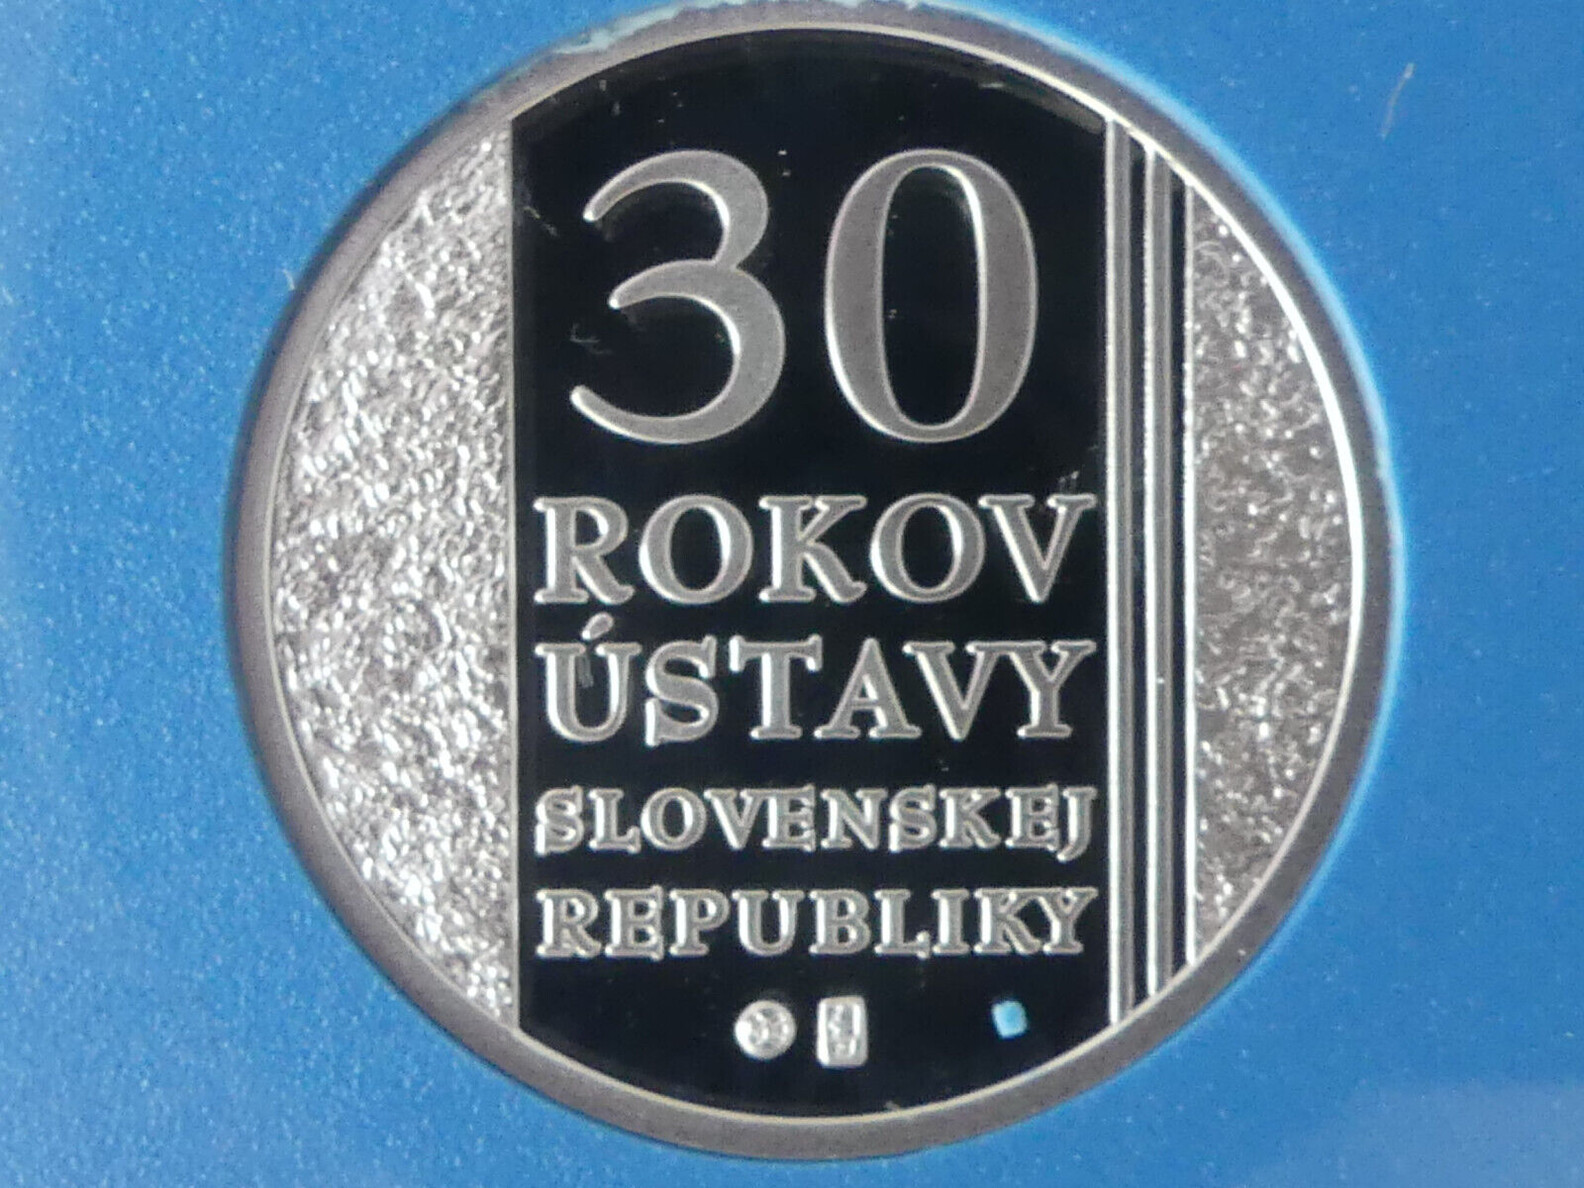 30
ROKOV
ÚSTAVY
SLOVENSKEJ
REPUBLIKY